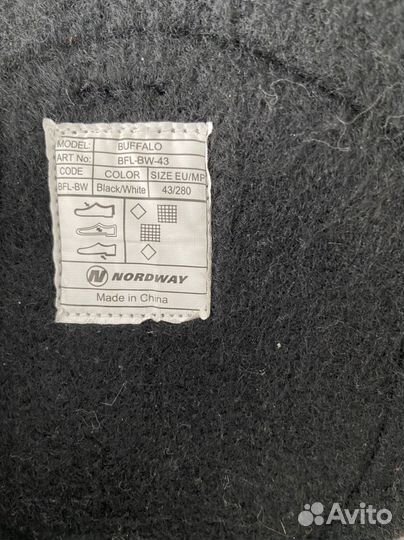 MODEL: BUFFALO
ART No: BFL-BW-43
CODE COLOR SIZE EU/MP
BFL-BW Black/White 43/280
N NORDWAY
Made in China
Avito